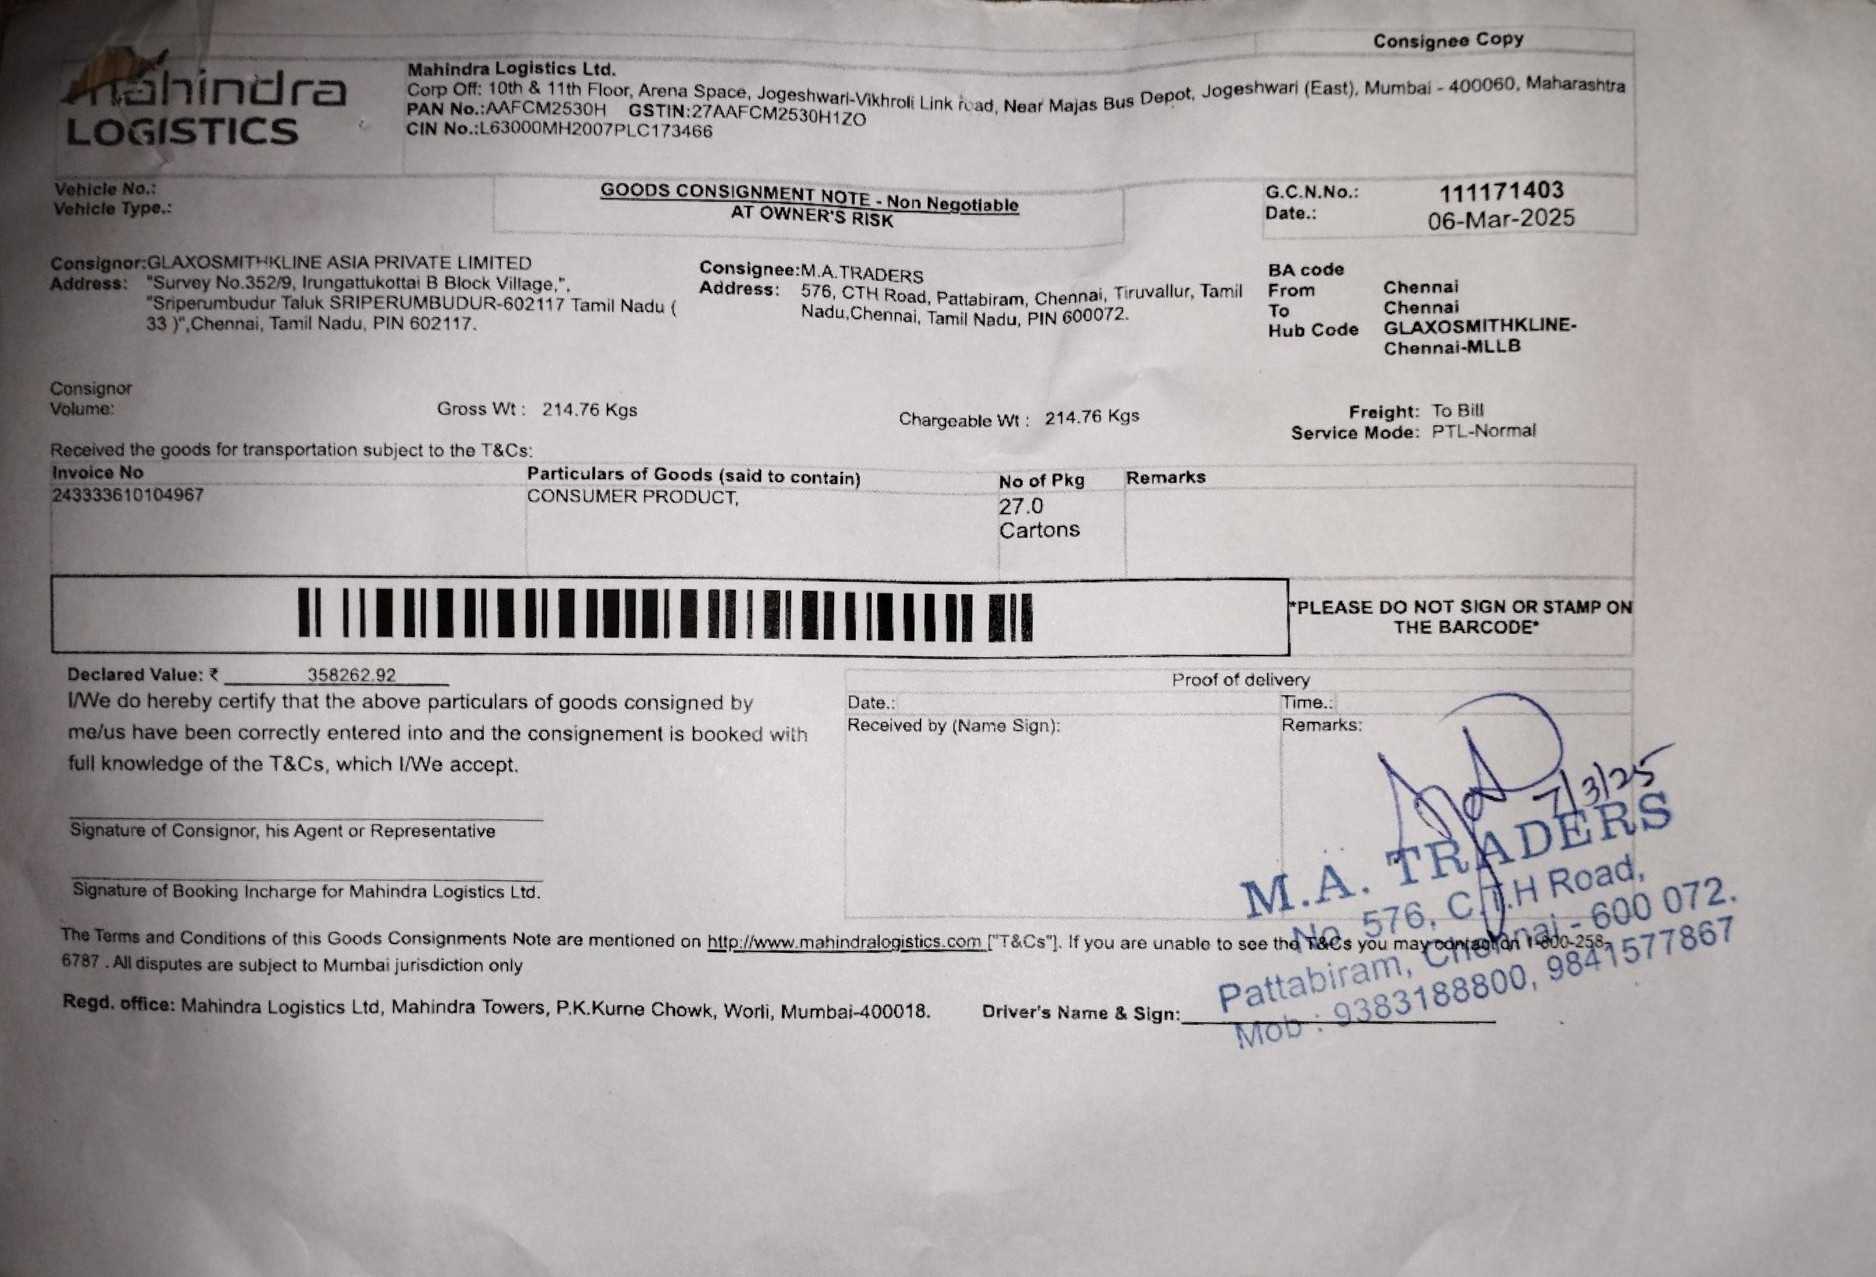 Consignee Copy
mahindra
LOGISTICS
Mahindra Logistics Ltd.
Corp Off: 10th & 11th Floor, Arena Space, Jogeshwari-Vikhroli Link road, Near Majas Bus Depot, Jogeshwari (East), Mumbai - 400060, Maharashtra
PAN No.:AAFCM2530H GSTIN:27AAFCM2530H1ZO
CIN No.:L63000MH2007PLC173466
Vehicle No.:
Vehicle Type.:
GOODS CONSIGNMENT NOTE - Non Negotiable
AT OWNER'S RISK
G.C.N.No.: 111171403
Date.: 06-Mar-2025
Consignor:GLAXOSMITHKLINE ASIA PRIVATE LIMITED
Address: "Survey No.352/9, Irungattukottai B Block Village,",
"Sriperumbudur Taluk SRIPERUMBUDUR-602117 Tamil Nadu (
33 )",Chennai, Tamil Nadu, PIN 602117.
Consignee:M.A.TRADERS
Address: 576, CTH Road, Pattabiram, Chennai, Tiruvallur, Tamil
Nadu,Chennai, Tamil Nadu, PIN 600072.
BA code
From Chennai
To Chennai
Hub Code GLAXOSMITHKLINE-
Chennai-MLLB
Consignor
Volume:
Gross Wt : 214.76 Kgs
Chargeable Wt : 214.76 Kgs
Freight: To Bill
Service Mode: PTL-Normal
Received the goods for transportation subject to the T&Cs:
Invoice No Particulars of Goods (said to contain) No of Pkg Remarks
243333610104967 CONSUMER PRODUCT, 27.0
Cartons
*PLEASE DO NOT SIGN OR STAMP ON
THE BARCODE*
Declared Value: ₹ 358262.92
I/We do hereby certify that the above particulars of goods consigned by
me/us have been correctly entered into and the consignement is booked with
full knowledge of the T&Cs, which I/We accept.
Signature of Consignor, his Agent or Representative
Signature of Booking Incharge for Mahindra Logistics Ltd.
Proof of delivery
Date.: Time.:
Received by (Name Sign): Remarks:
7/3/25
M.A. TRADERS
No. 576, C.T.H Road,
Pattabiram, Chennai - 600 072.
Mob : 9383188800, 9841577867
The Terms and Conditions of this Goods Consignments Note are mentioned on http://www.mahindralogistics.com ["T&Cs"]. If you are unable to see the T&Cs you may contact on 1-800-258-
6787 . All disputes are subject to Mumbai jurisdiction only
Regd. office: Mahindra Logistics Ltd, Mahindra Towers, P.K.Kurne Chowk, Worli, Mumbai-400018.
Driver's Name & Sign: